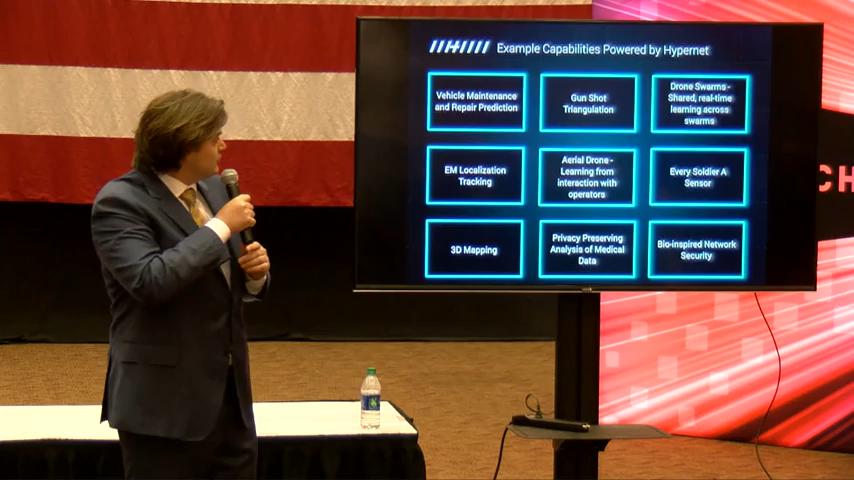 Example Capabilities Powered by Hypernet
Vehicle Maintenance
and Repair Prediction
Gun Shot
Triangulation
Drone Swarms -
Shared, real-time
learning across
swarms
EM Localization
Tracking
Aerial Drone -
Learning from
interaction with
operators
Every Soldier A
Sensor
3D Mapping
Privacy Preserving
Analysis of Medical
Data
Bio-inspired Network
Security
CH